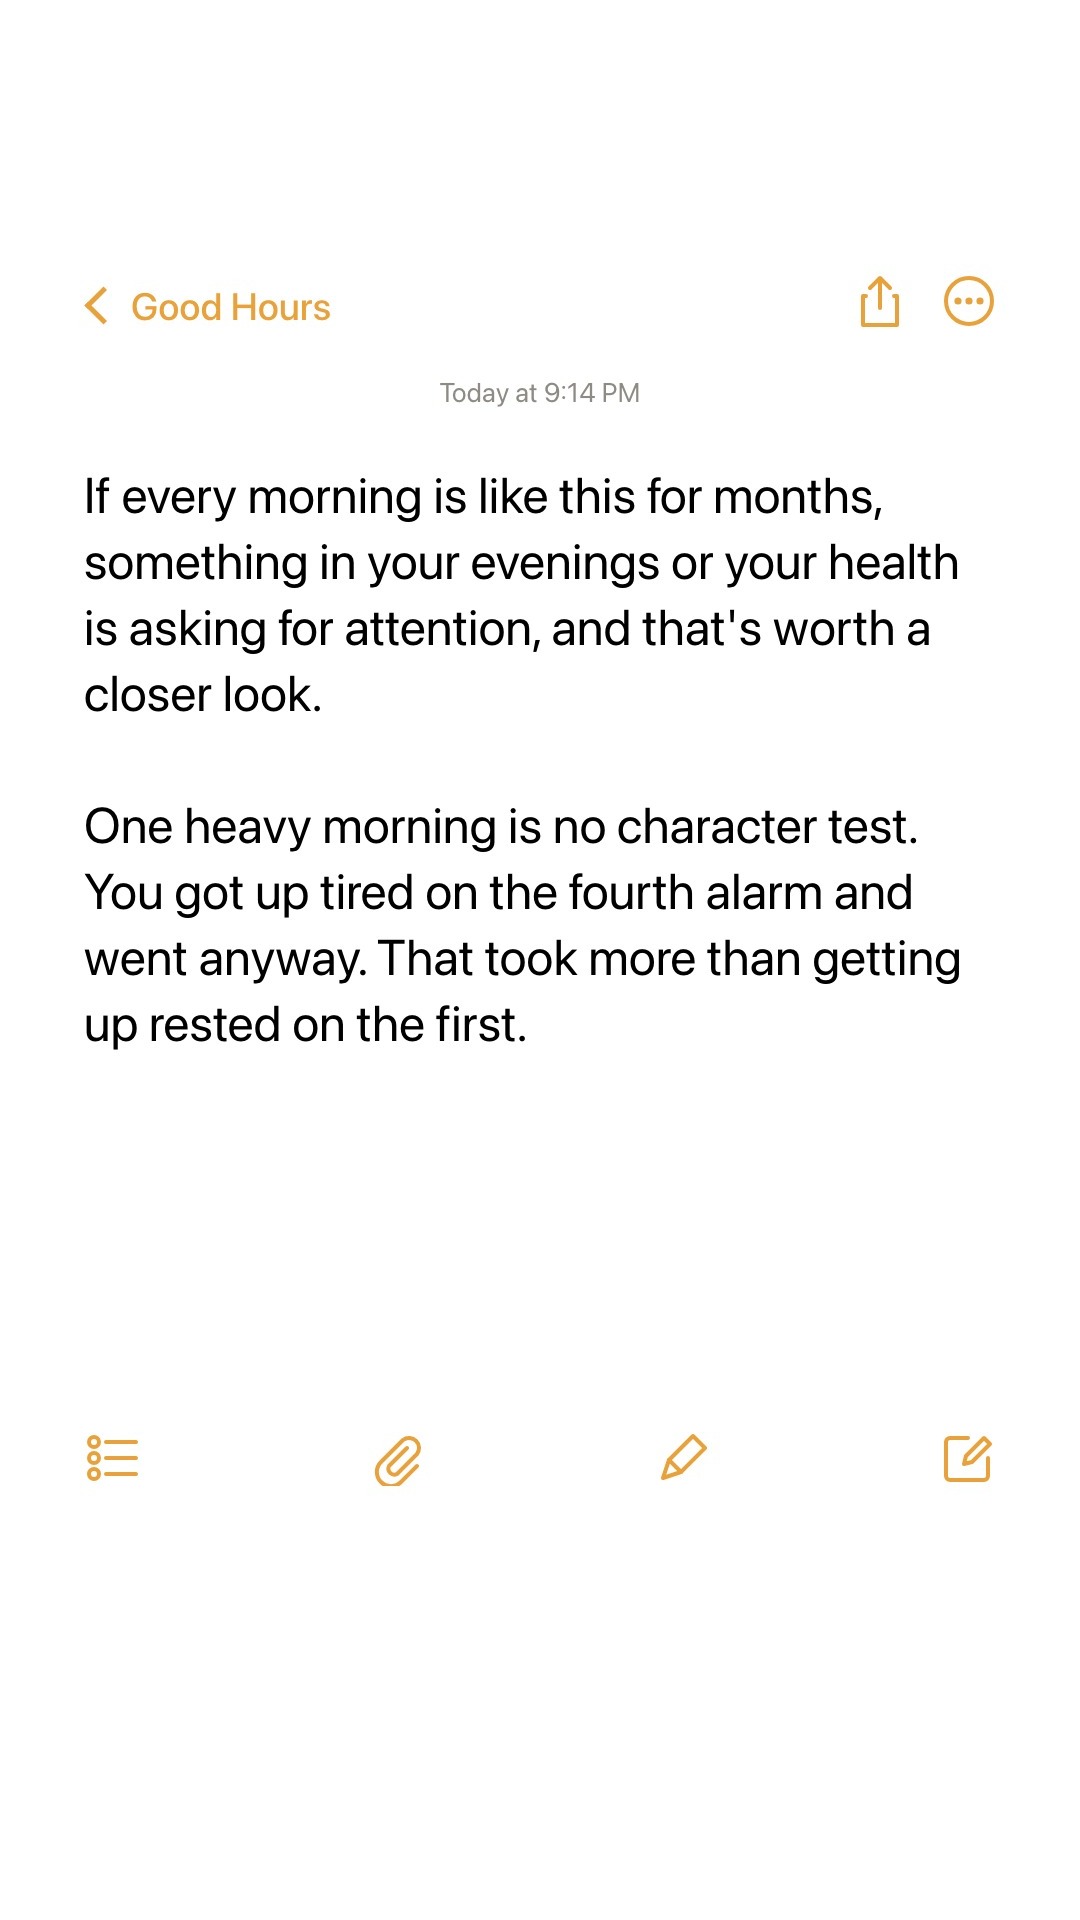 Good Hours
Today at 9:14 PM
If every morning is like this for months,
something in your evenings or your health
is asking for attention, and that's worth a
closer look.
One heavy morning is no character test.
You got up tired on the fourth alarm and
went anyway. That took more than getting
up rested on the first.